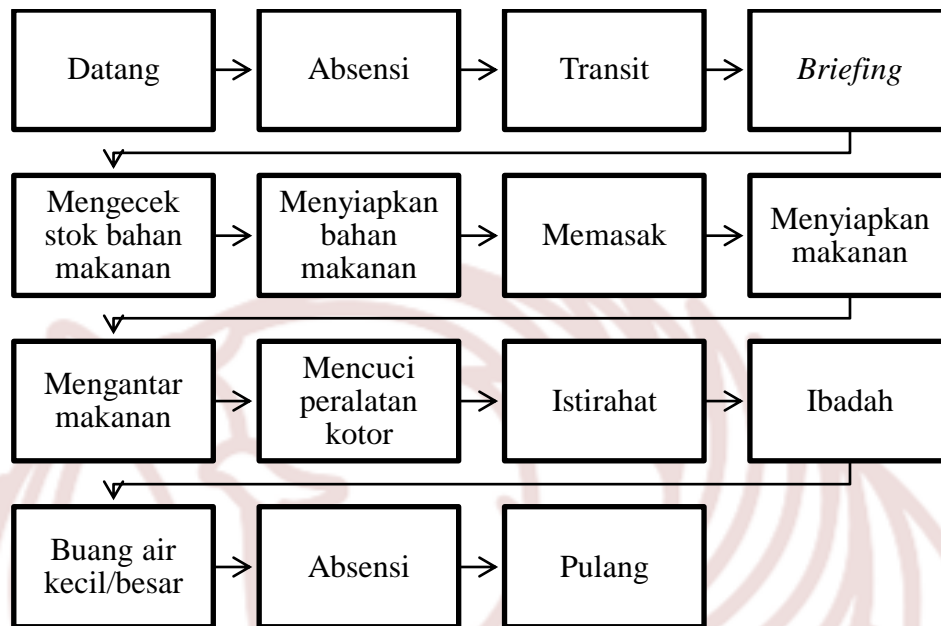 Datang
Absensi
Transit
Briefing
Mengecek
stok bahan
makanan
Menyiapkan
bahan
makanan
Memasak
Menyiapkan
makanan
Mengantar
makanan
Mencuci
peralatan
kotor
Istirahat
Ibadah
Buang air
kecil/besar
Absensi
Pulang